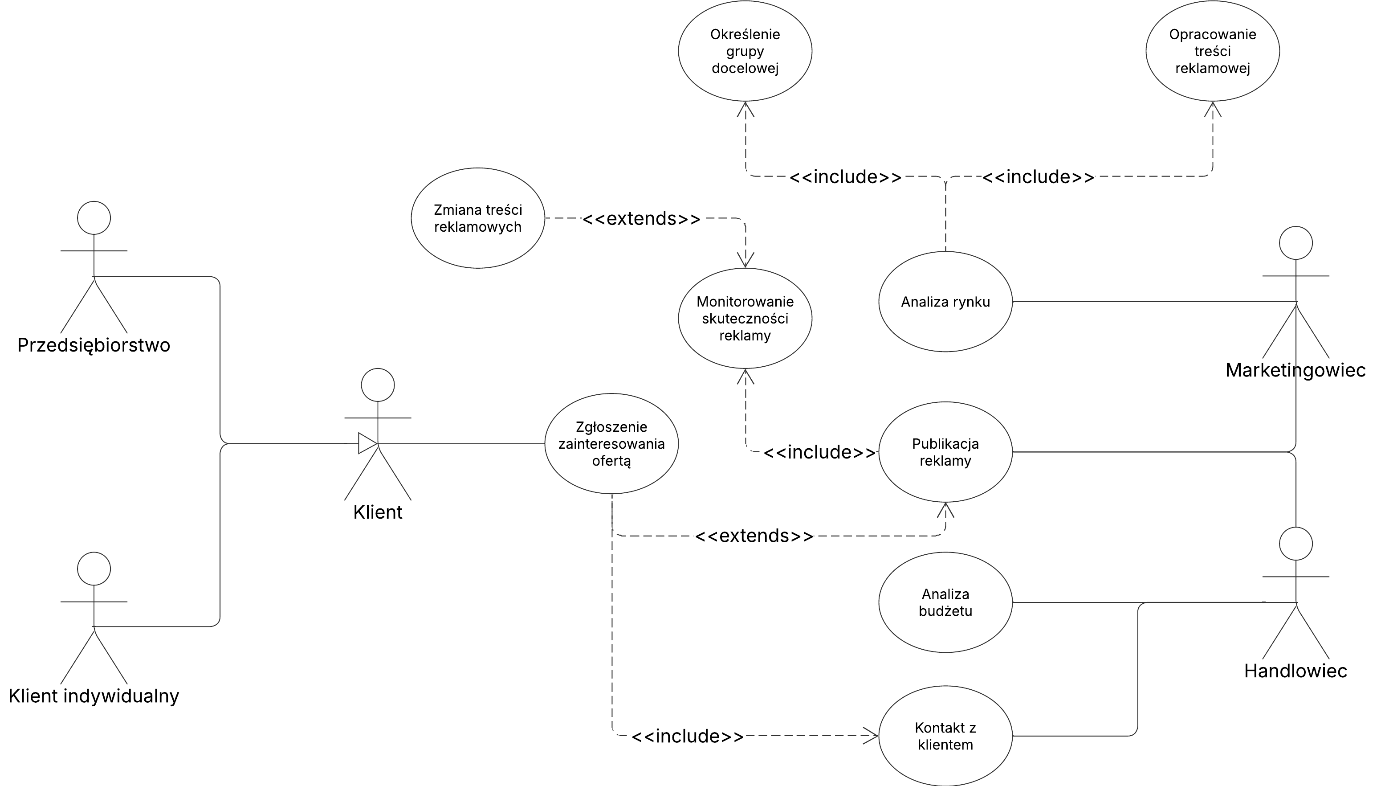 Określenie
grupy
docelowej
Opracowanie
treści
reklamowej
<<include>>
<<include>>
Zmiana treści
reklamowych
<<extends>>
Monitorowanie
skuteczności
reklamy
Analiza rynku
Przedsiębiorstwo
Marketingowiec
Zgłoszenie
zainteresowania
ofertą
Publikacja
reklamy
<<include>>
Klient
<<extends>>
Analiza
budżetu
Handlowiec
Klient indywidualny
<<include>>
Kontakt z
klientem